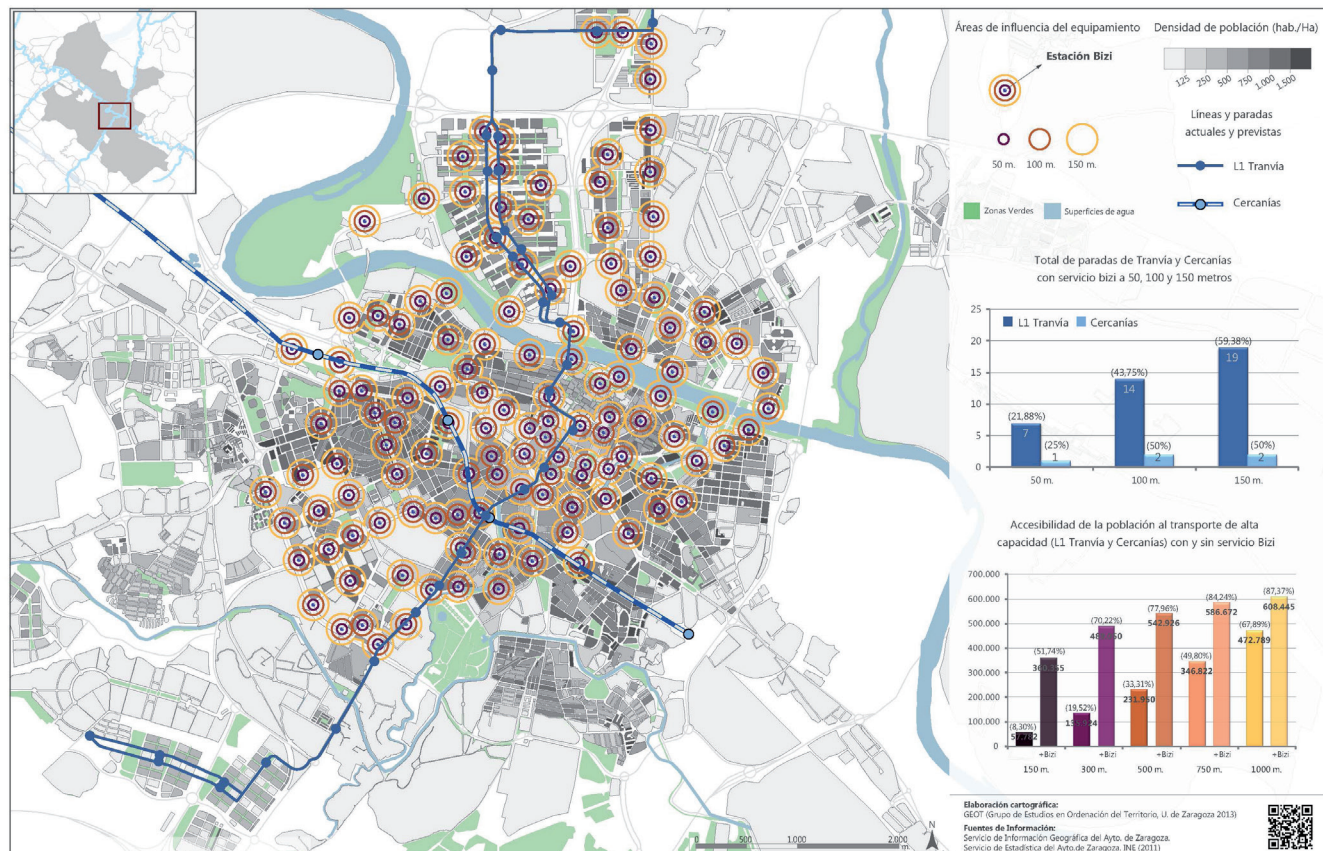 Áreas de influencia del equipamiento
Densidad de población (hab./Ha)
Estación Bizi
125 250 500 750 1.000 1.500
50 m. 100 m. 150 m.
Líneas y paradas
actuales y previstas
L1 Tranvía
Cercanías
Zonas Verdes
Superficies de agua
Total de paradas de Tranvía y Cercanías
con servicio bizi a 50, 100 y 150 metros
L1 Tranvía Cercanías
25
20
15
10
5
0
(21,88%)
7
(25%)
1
(43,75%)
14
(50%)
2
(59,38%)
19
(50%)
2
50 m. 100 m. 150 m.
Accesibilidad de la población al transporte de alta
capacidad (L1 Tranvía y Cercanías) con y sin servicio Bizi
700.000
600.000
500.000
400.000
300.000
200.000
100.000
0
(8,30%)
(51,74%)
(19,52%)
(70,22%)
(33,31%)
231.950
(77,96%)
542.926
(49,80%)
346.822
(84,24%)
586.672
(67,89%)
472.789
(87,37%)
608.445
+Bizi +Bizi +Bizi +Bizi +Bizi
150 m. 300 m. 500 m. 750 m. 1000 m.
Elaboración cartográfica:
GEOT (Grupo de Estudios en Ordenación del Territorio, U. de Zaragoza 2013)
Fuentes de Información:
Servicio de Información Geográfica del Ayto. de Zaragoza.
Servicio de Estadística del Ayto.de Zaragoza. INE (2011)
0 500 1.000 2.000
m.
N